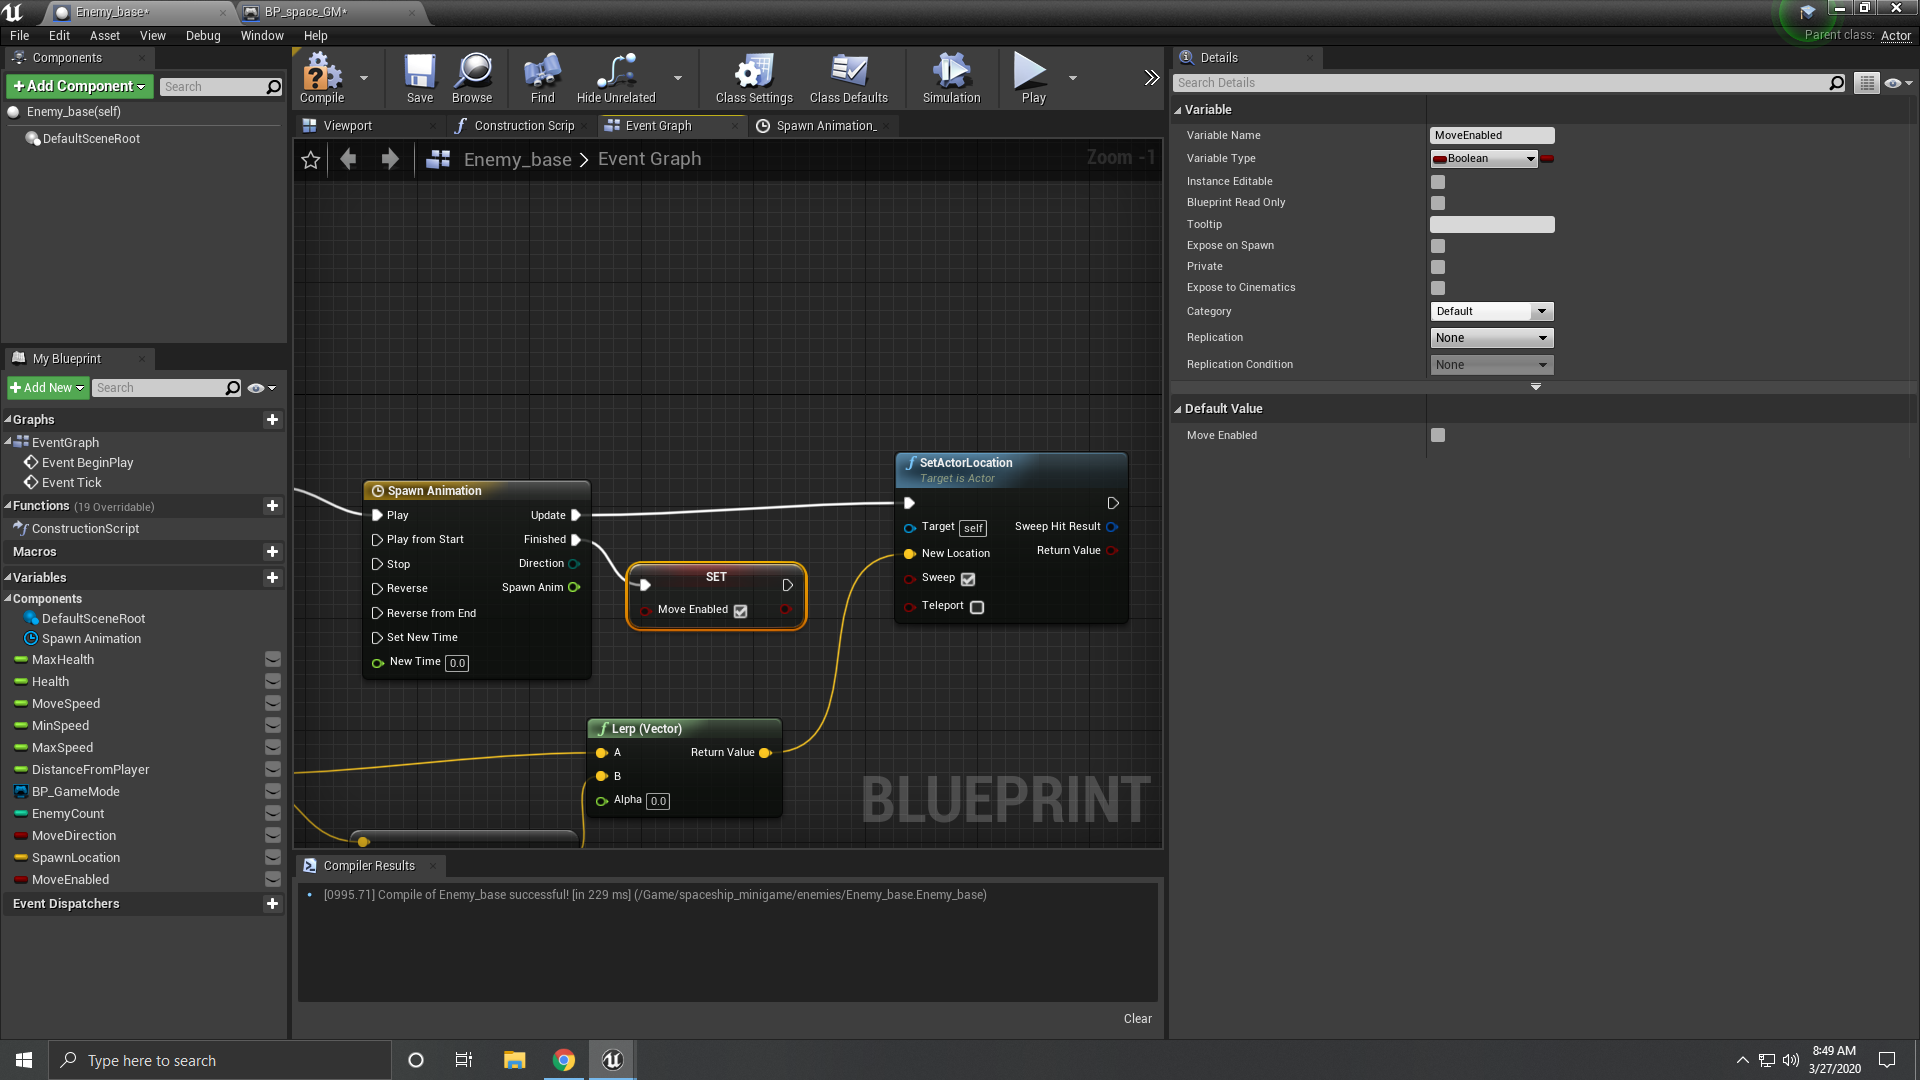 Enemy_base*
BP_space_GM*
File Edit Asset View Debug Window Help
Parent class: Actor
Components
Add Component
Search
Enemy_base(self)
DefaultSceneRoot
My Blueprint
Add New
Search
Graphs
EventGraph
Event BeginPlay
Event Tick
Functions (19 Overridable)
ConstructionScript
Macros
Variables
Components
DefaultSceneRoot
Spawn Animation
MaxHealth
Health
MoveSpeed
MinSpeed
MaxSpeed
DistanceFromPlayer
BP_GameMode
EnemyCount
MoveDirection
SpawnLocation
MoveEnabled
Event Dispatchers
Compile
Save
Browse
Find
Hide Unrelated
Class Settings
Class Defaults
Simulation
Play
Viewport
Construction Scrip
Event Graph
Spawn Animation_
Enemy_base > Event Graph
Zoom -1
Spawn Animation
Play
Play from Start
Stop
Reverse
Reverse from End
Set New Time
New Time 0.0
Update
Finished
Direction
Spawn Anim
SET
Move Enabled
SetActorLocation
Target is Actor
Target self
New Location
Sweep
Teleport
Sweep Hit Result
Return Value
Lerp (Vector)
A
B
Alpha 0.0
Return Value
BLUEPRINT
Compiler Results
[0995.71] Compile of Enemy_base successful! [in 229 ms] (/Game/spaceship_minigame/enemies/Enemy_base.Enemy_base)
Clear
Details
Search Details
Variable
Variable Name MoveEnabled
Variable Type Boolean
Instance Editable
Blueprint Read Only
Tooltip
Expose on Spawn
Private
Expose to Cinematics
Category Default
Replication None
Replication Condition None
Default Value
Move Enabled
Type here to search
8:49 AM
3/27/2020